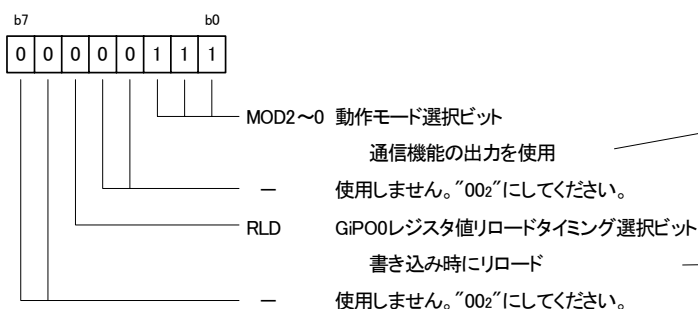 b7 b0
0 0 0 0 0 1 1 1
MOD2~0 動作モード選択ビット
通信機能の出力を使用
― 使用しません。"002"にしてください。
RLD GiPO0レジスタ値リロードタイミング選択ビット
書き込み時にリロード
― 使用しません。"002"にしてください。